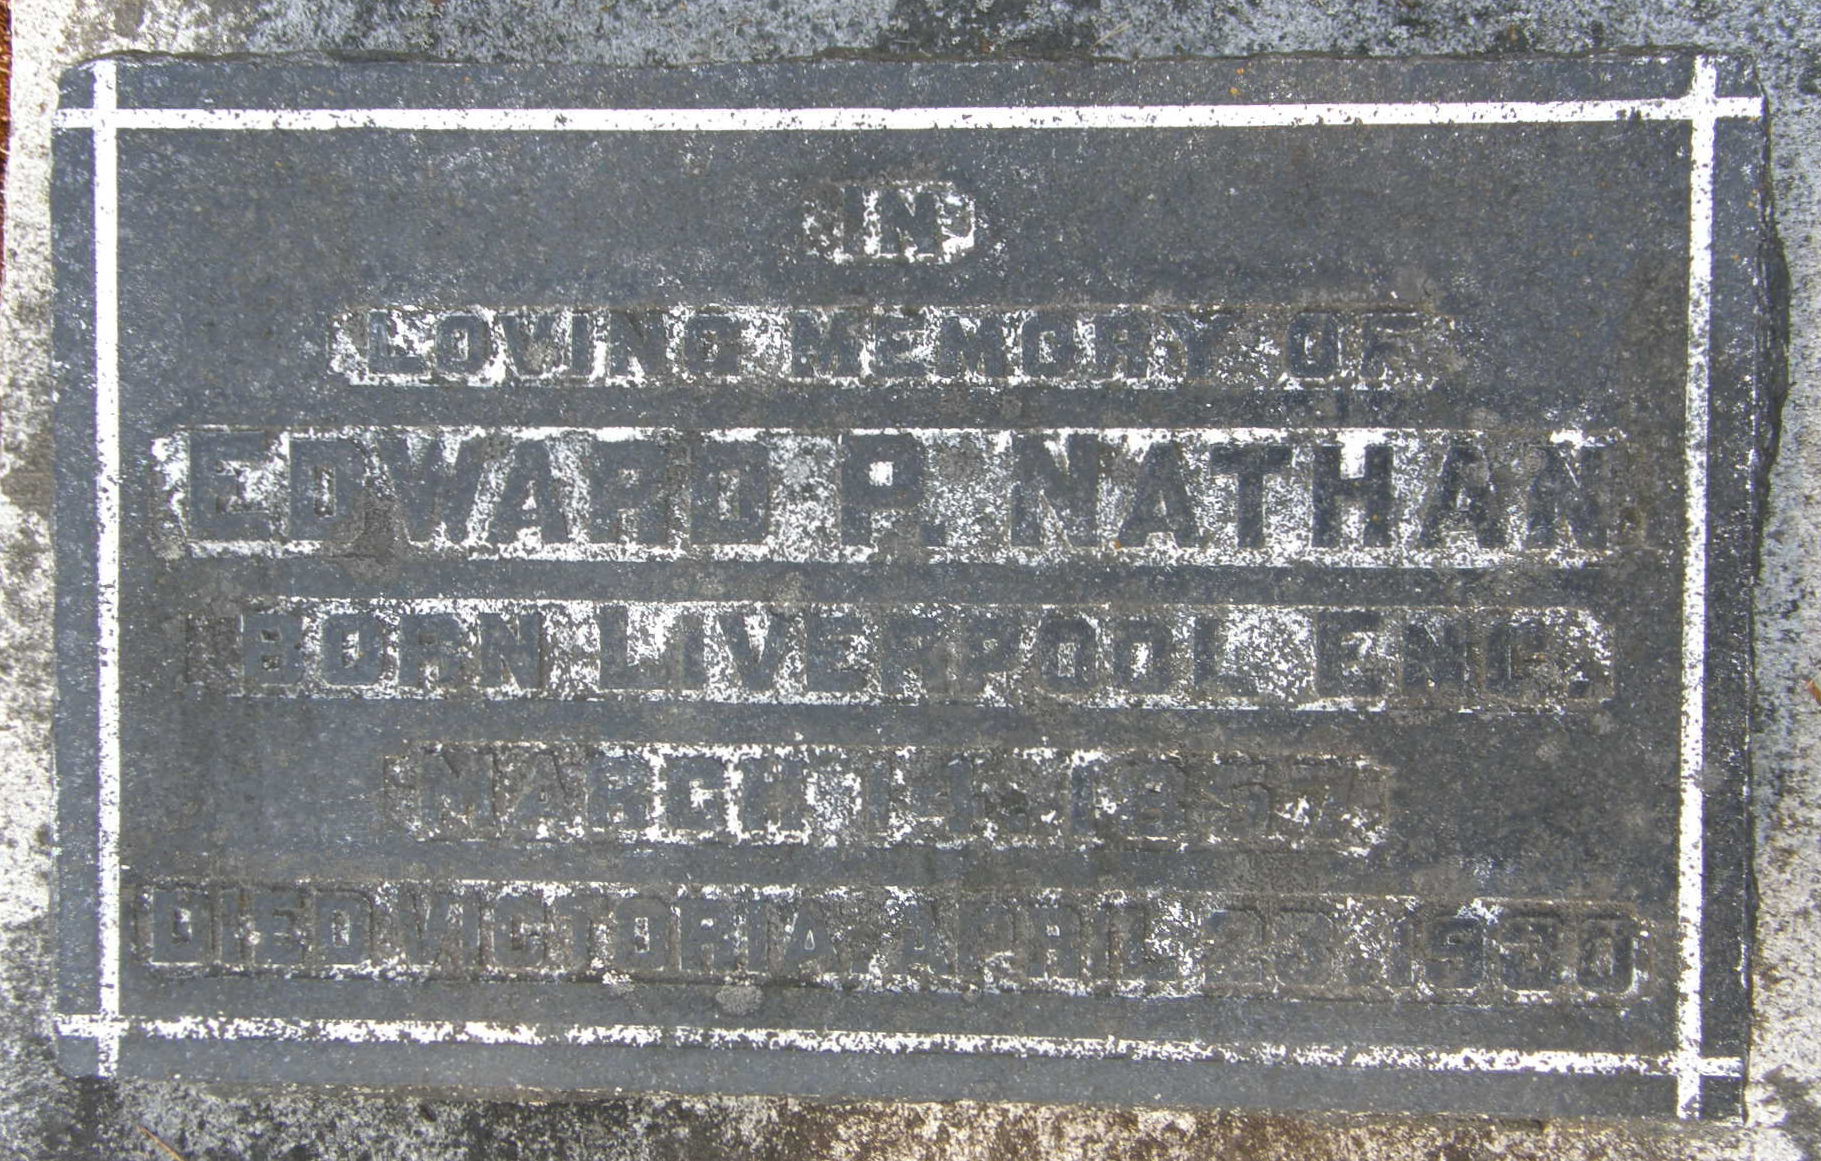 IN
LOVING MEMORY OF
EDWARD P. NATHAN
BORN LIVERPOOL ENG.
MARCH 14. 1857
DIED VICTORIA APRIL 23. 1930